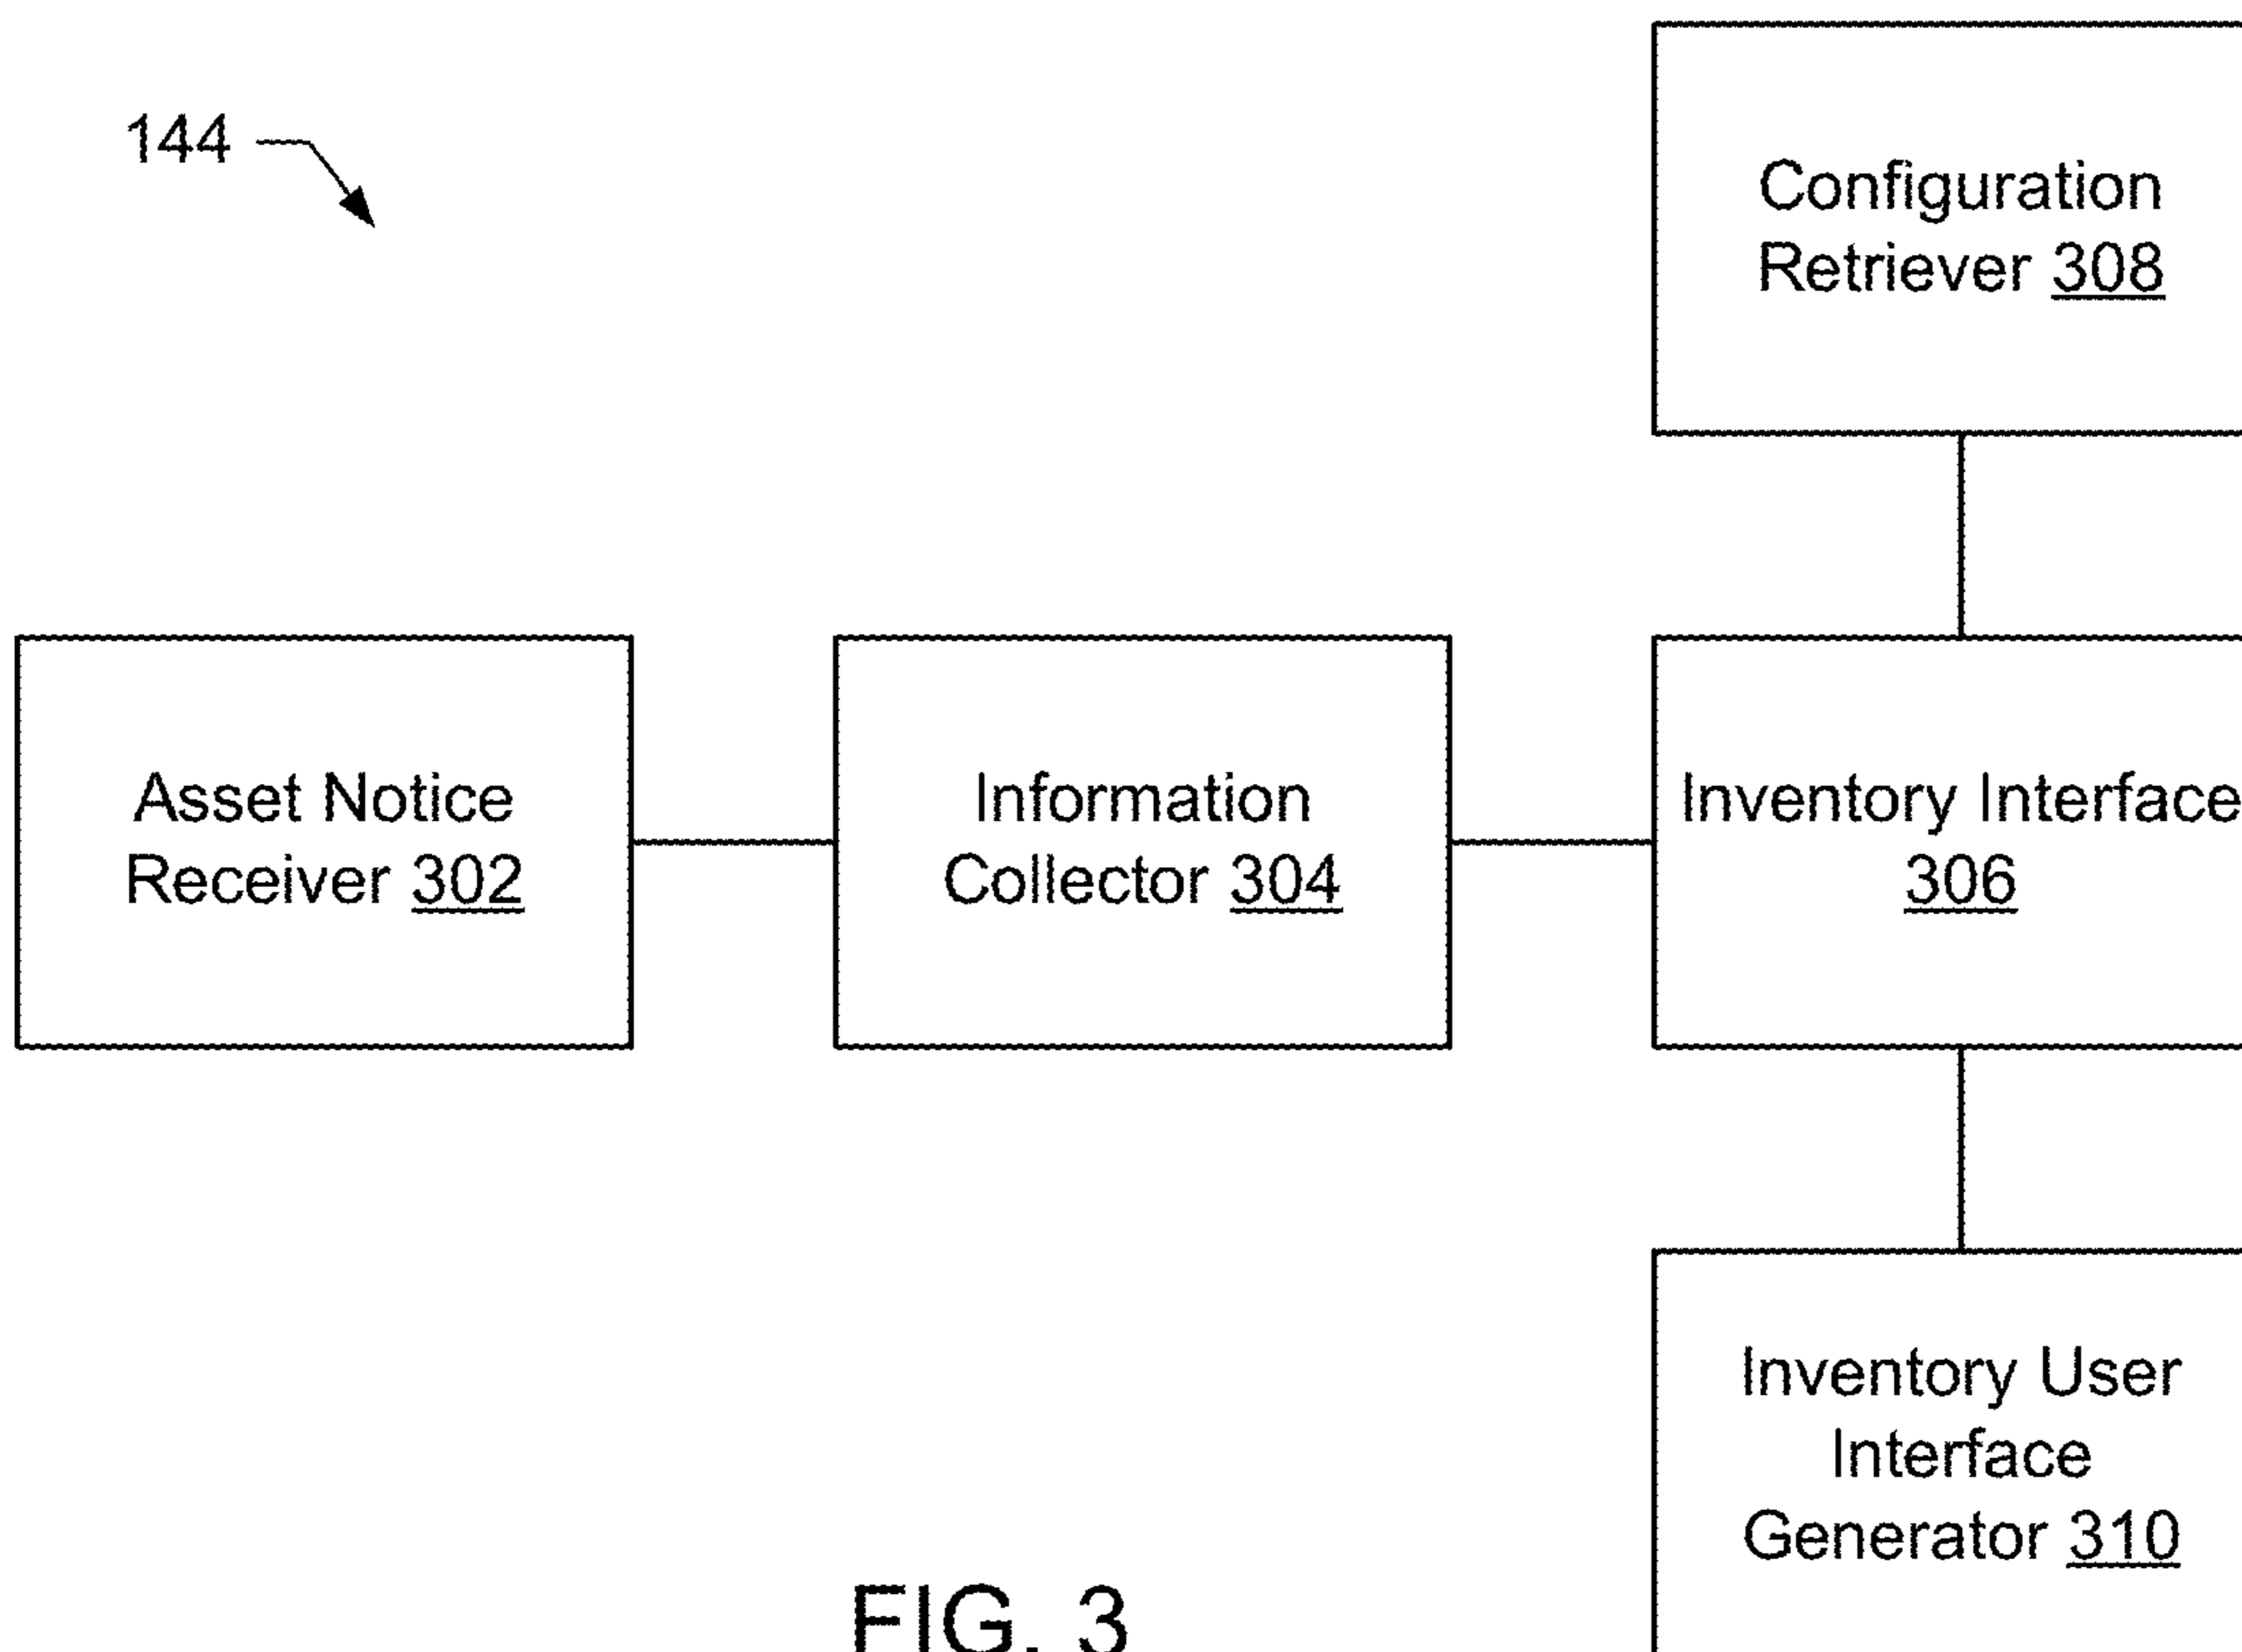 144
Configuration
Retriever 308
Asset Notice
Receiver 302
Information
Collector 304
Inventory Interface
306
Inventory User
Interface
Generator 310
FIG. 3